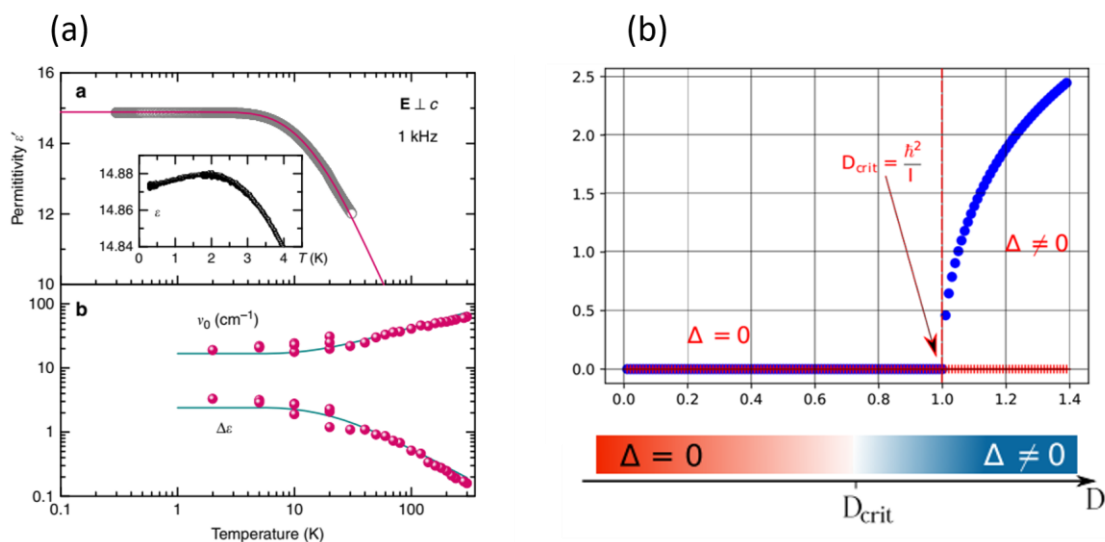 (a)
(b)
a
E ⊥ c
1 kHz
Permititivity ε′
16
14
12
10
14.88
14.86
14.84
ε
0 1 2 3 4 T (K)
b
ν₀ (cm⁻¹)
Δε
100
10
1
0.1
0.1 1 10 100
Temperature (K)
2.5
2.0
1.5
1.0
0.5
0.0
D_crit = ħ²/I
Δ ≠ 0
Δ = 0
0.0 0.2 0.4 0.6 0.8 1.0 1.2 1.4
Δ = 0 Δ ≠ 0
D_crit D